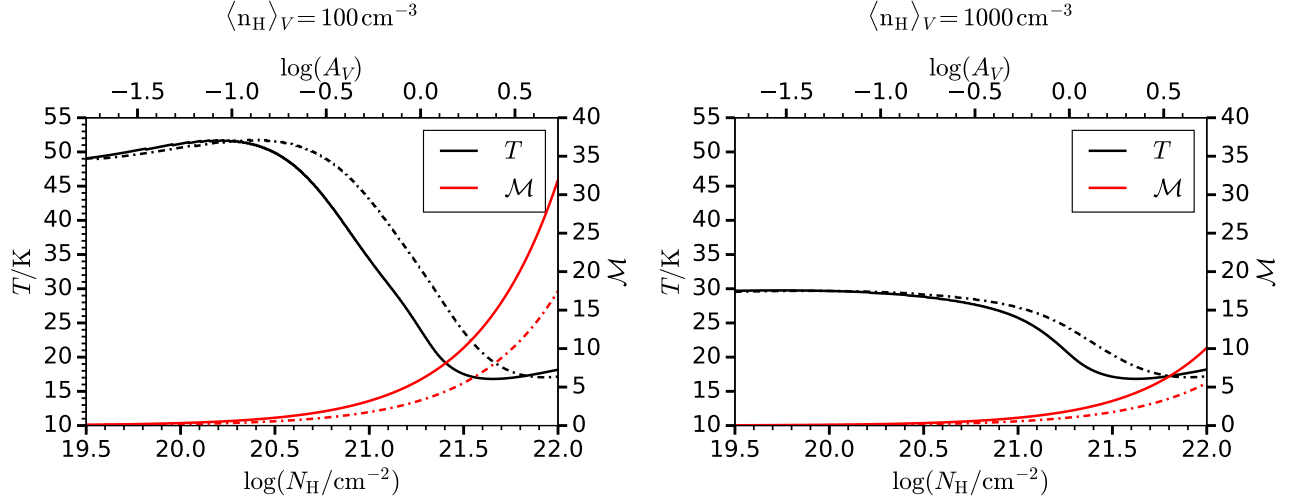 ⟨n_H⟩_V = 100 cm^−3
log(A_V)
−1.5 −1.0 −0.5 0.0 0.5
55 50 45 40 35 30 25 20 15 10
T/K
T
ℳ
40 35 30 25 20 15 10 5 0
ℳ
19.5 20.0 20.5 21.0 21.5 22.0
log(N_H/cm^−2)
⟨n_H⟩_V = 1000 cm^−3
log(A_V)
−1.5 −1.0 −0.5 0.0 0.5
55 50 45 40 35 30 25 20 15 10
T/K
T
ℳ
40 35 30 25 20 15 10 5 0
ℳ
19.5 20.0 20.5 21.0 21.5 22.0
log(N_H/cm^−2)